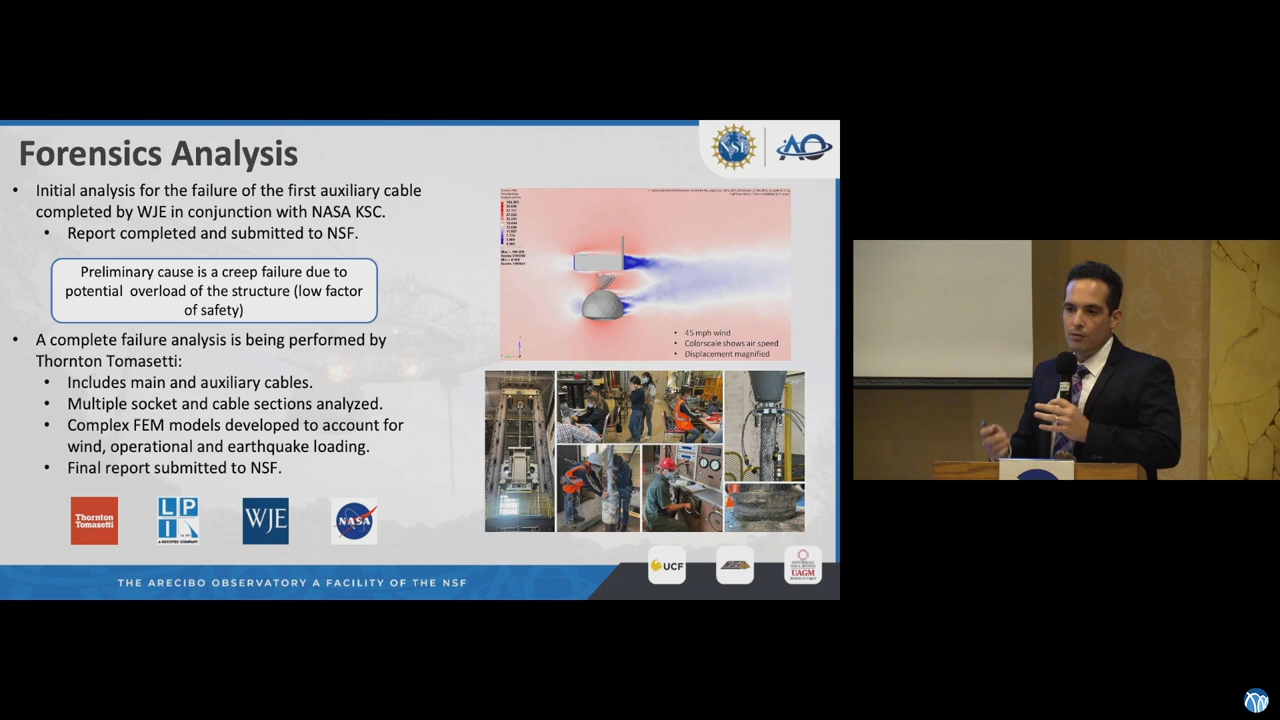 Forensics Analysis
NSF
AO
• Initial analysis for the failure of the first auxiliary cable
completed by WJE in conjunction with NASA KSC.
• Report completed and submitted to NSF.
Preliminary cause is a creep failure due to
potential overload of the structure (low factor
of safety)
• A complete failure analysis is being performed by
Thornton Tomasetti:
• Includes main and auxiliary cables.
• Multiple socket and cable sections analyzed.
• Complex FEM models developed to account for
wind, operational and earthquake loading.
• Final report submitted to NSF.
• 45 mph wind
• Colorscale shows air speed
• Displacement magnified
Thornton
Tomasetti
LPI
A SOCOTEC COMPANY
WJE
NASA
THE ARECIBO OBSERVATORY A FACILITY OF THE NSF
UCF
UAGM